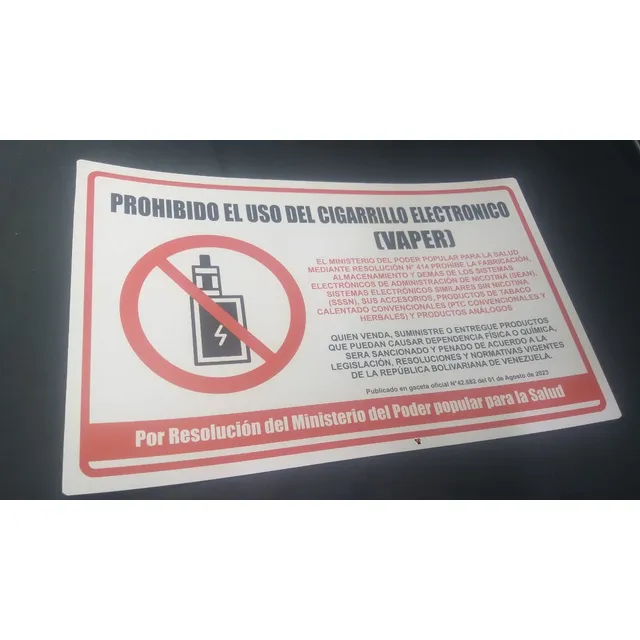 PROHIBIDO EL USO DEL CIGARRILLO ELECTRONICO
(VAPER)
EL MINISTERIO DEL PODER POPULAR PARA LA SALUD
MEDIANTE RESOLUCIÓN N° 414 PROHIBE LA FABRICACIÓN,
ALMACENAMIENTO Y DEMAS DE LOS SISTEMAS
ELECTRÓNICOS DE ADMINISTRACIÓN DE NICOTINA (SEAN),
SISTEMAS ELECTRÓNICOS SIMILARES SIN NICOTINA
(SSSN), SUS ACCESORIOS, PRODUCTOS DE TABACO
CALENTADO CONVENCIONALES (PTC CONVENCIONALES Y
HERBALES) Y PRODUCTOS ANÁLOGOS
QUIEN VENDA, SUMINISTRE O ENTREGUE PRODUCTOS
QUE PUEDAN CAUSAR DEPENDENCIA FÍSICA O QUÍMICA,
SERA SANCIONADO Y PENADO DE ACUERDO A LA
LEGISLACIÓN, RESOLUCIONES Y NORMATIVAS VIGENTES
DE LA REPÚBLICA BOLIVARIANA DE VENEZUELA.
Publicado en gaceta oficial N°42.682 del 01 de Agosto de 2023
Por Resolución del Ministerio del Poder popular para la Salud